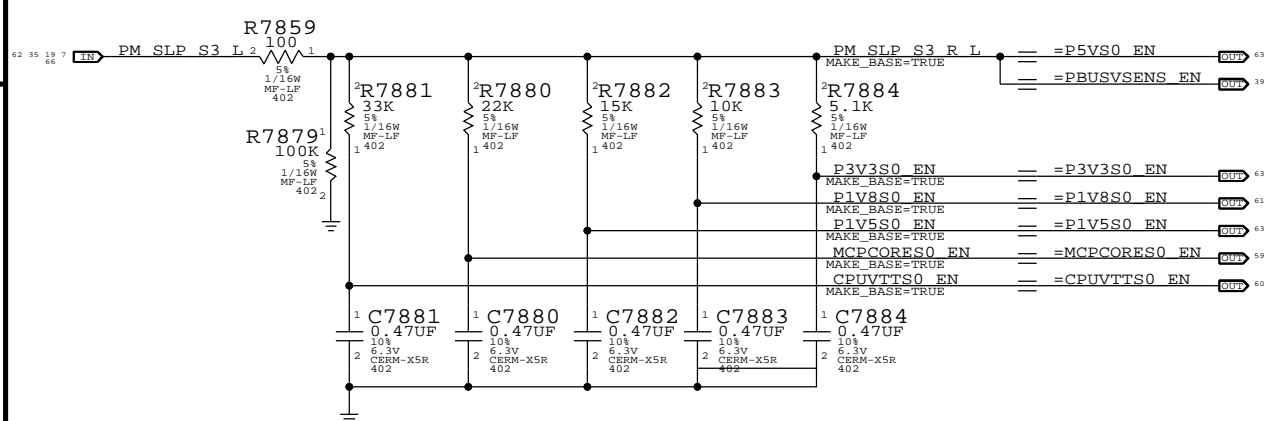 R7859
100
62 35 19 7
66
IN
PM_SLP_S3_L
2
1
5%
1/16W
MF-LF
402
PM_SLP_S3_R_L
MAKE_BASE=TRUE
=P5VS0_EN
OUT
63
=PBUSVSENS_EN
OUT
39
2
R7881
33K
5%
1/16W
MF-LF
402
1
2
R7880
22K
5%
1/16W
MF-LF
402
1
2
R7882
15K
5%
1/16W
MF-LF
402
1
2
R7883
10K
5%
1/16W
MF-LF
402
1
2
R7884
5.1K
5%
1/16W
MF-LF
402
1
R7879
1
100K
5%
1/16W
MF-LF
402
2
P3V3S0_EN
MAKE_BASE=TRUE
=P3V3S0_EN
OUT
63
P1V8S0_EN
MAKE_BASE=TRUE
=P1V8S0_EN
OUT
61
P1V5S0_EN
MAKE_BASE=TRUE
=P1V5S0_EN
OUT
63
MCPCORES0_EN
MAKE_BASE=TRUE
=MCPCORES0_EN
OUT
59
CPUVTTS0_EN
MAKE_BASE=TRUE
=CPUVTTS0_EN
OUT
60
1
C7881
0.47UF
10%
6.3V
CERM-X5R
402
2
1
C7880
0.47UF
10%
6.3V
CERM-X5R
402
2
1
C7882
0.47UF
10%
6.3V
CERM-X5R
402
2
1
C7883
0.47UF
10%
6.3V
CERM-X5R
402
2
1
C7884
0.47UF
10%
6.3V
CERM-X5R
402
2